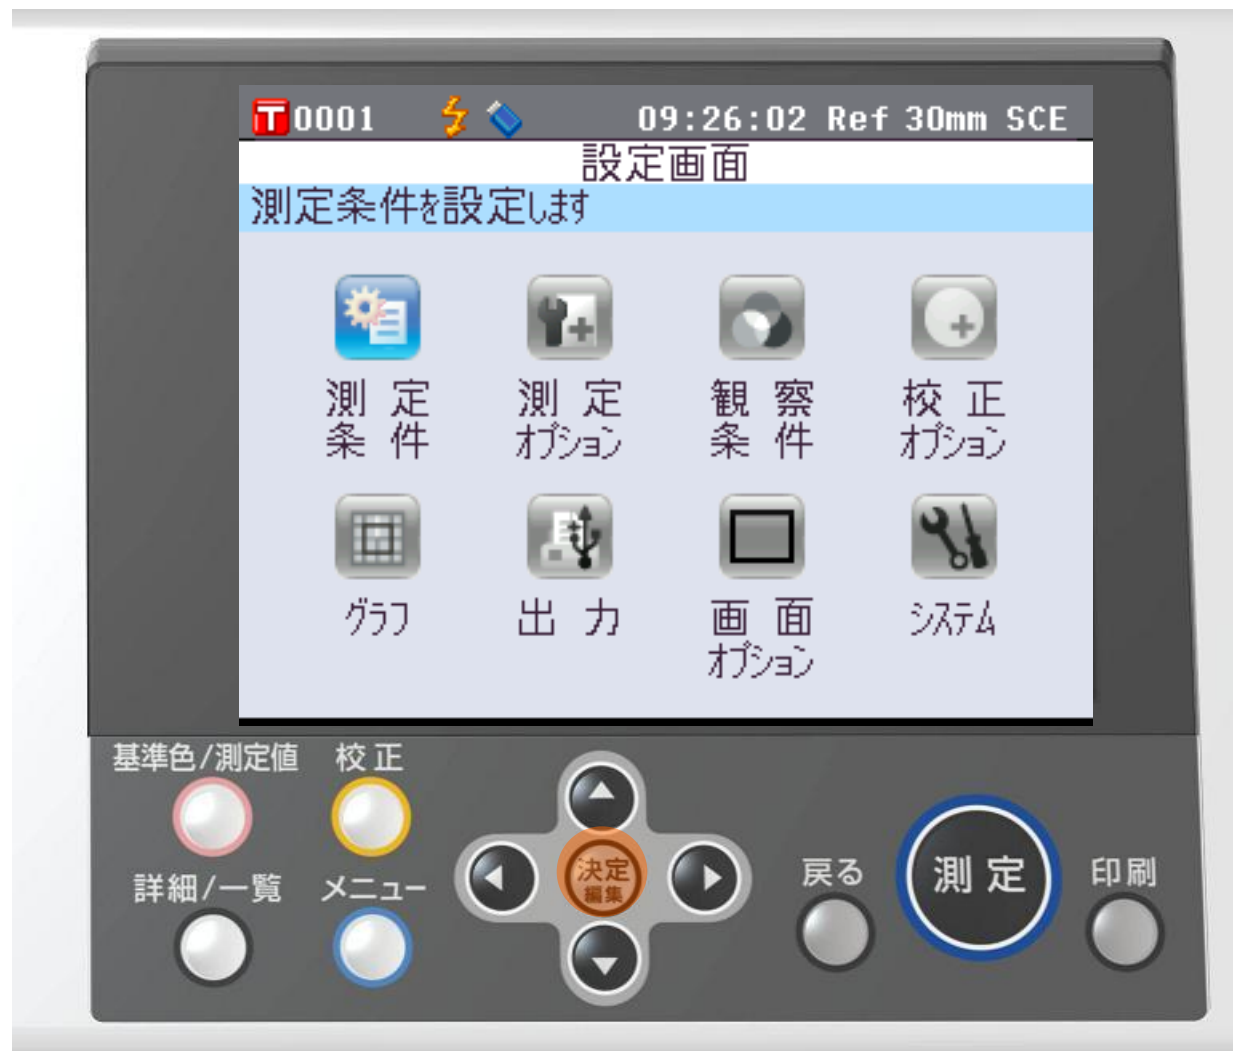 T0001 09:26:02 Ref 30mm SCE
設定画面
測定条件を設定します
測定条件
測定オプション
観察条件
校正オプション
グラフ
出力
画面オプション
システム
基準色/測定値
校正
詳細/一覧
メニュー
決定
編集
戻る
測定
印刷